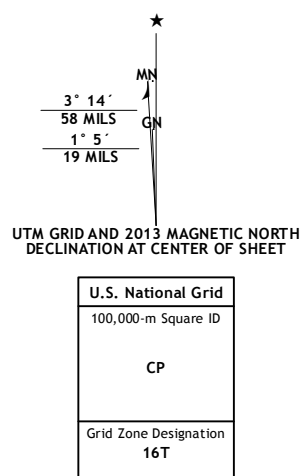 MN
3° 14´
58 MILS
GN
1° 5´
19 MILS
UTM GRID AND 2013 MAGNETIC NORTH
DECLINATION AT CENTER OF SHEET
U.S. National Grid
100,000-m Square ID
CP
Grid Zone Designation
16T